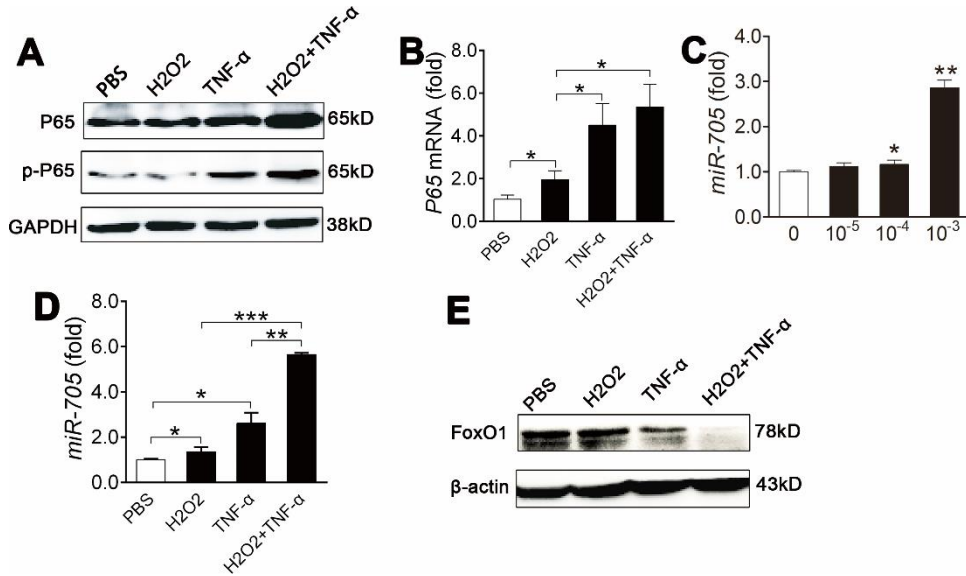 A
PBS
H2O2
TNF-α
H2O2+TNF-α
P65
65kD
p-P65
65kD
GAPDH
38kD
B
P65 mRNA (fold)
8.0
6.0
4.0
2.0
0.0
*
*
*
PBS
H2O2
TNF-α
H2O2+TNF-α
C
miR-705 (fold)
4.0
3.0
2.0
1.0
0.0
*
**
0
10⁻⁵
10⁻⁴
10⁻³
D
miR-705 (fold)
8.0
6.0
4.0
2.0
0.0
***
**
*
*
PBS
H2O2
TNF-α
H2O2+TNF-α
E
PBS
H2O2
TNF-α
H2O2+TNF-α
FoxO1
78kD
β-actin
43kD